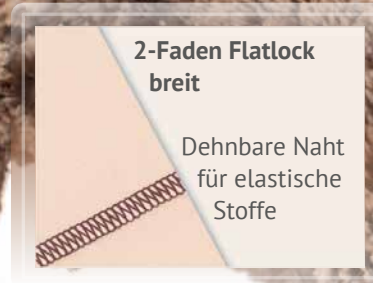 2-Faden Flatlock
breit
Dehnbare Naht
für elastische
Stoffe